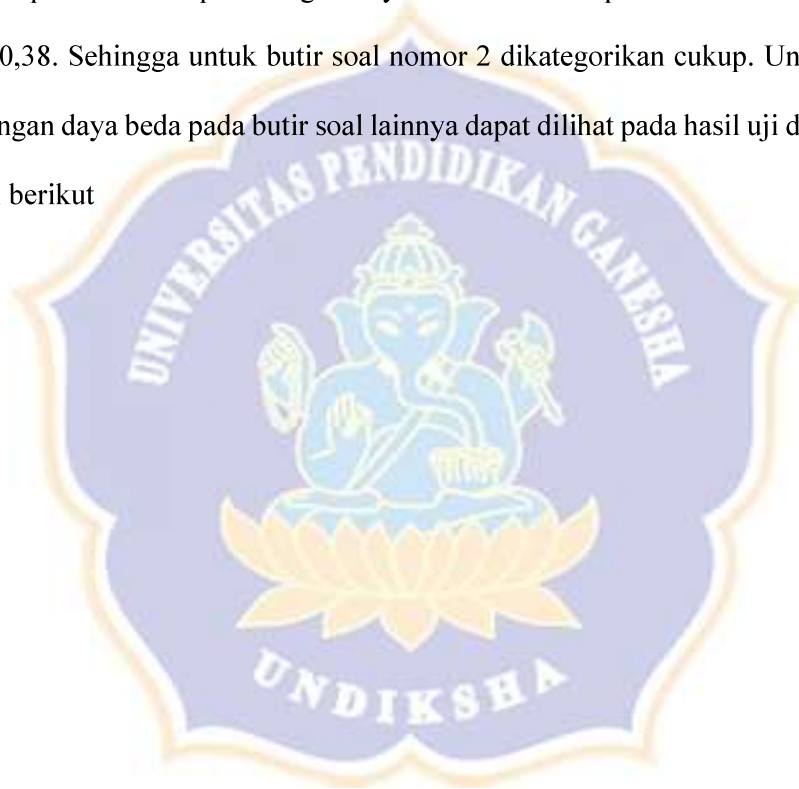 0,38. Sehingga untuk butir soal nomor 2 dikategorikan cukup. Un
ngan daya beda pada butir soal lainnya dapat dilihat pada hasil uji d
berikut
UNIVERSITAS PENDIDIKAN GANESHA
UNDIKSHA